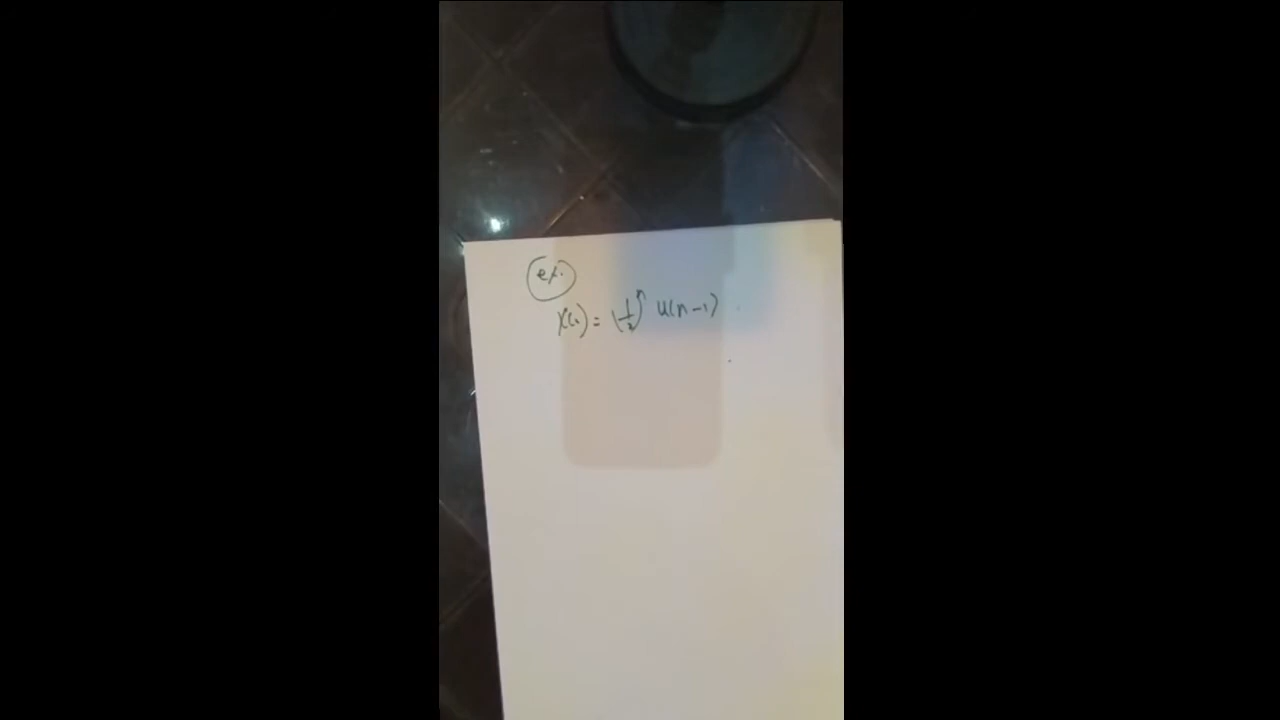 ex.
x(n) = (1/2)^n u(n-1)